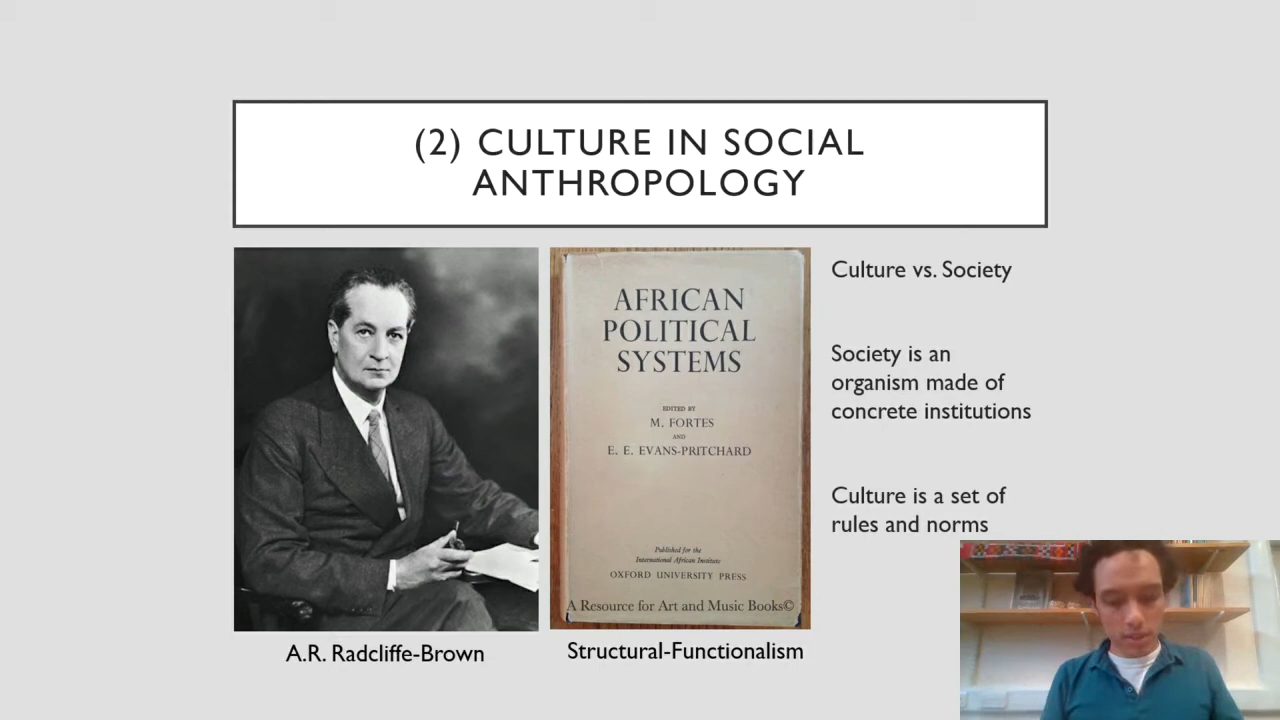 (2) CULTURE IN SOCIAL
ANTHROPOLOGY
AFRICAN
POLITICAL
SYSTEMS
EDITED BY
M. FORTES
AND
E. E. EVANS-PRITCHARD
Published for the
International African Institute
OXFORD UNIVERSITY PRESS
A Resource for Art and Music Books©
Culture vs. Society
Society is an
organism made of
concrete institutions
Culture is a set of
rules and norms
A.R. Radcliffe-Brown
Structural-Functionalism